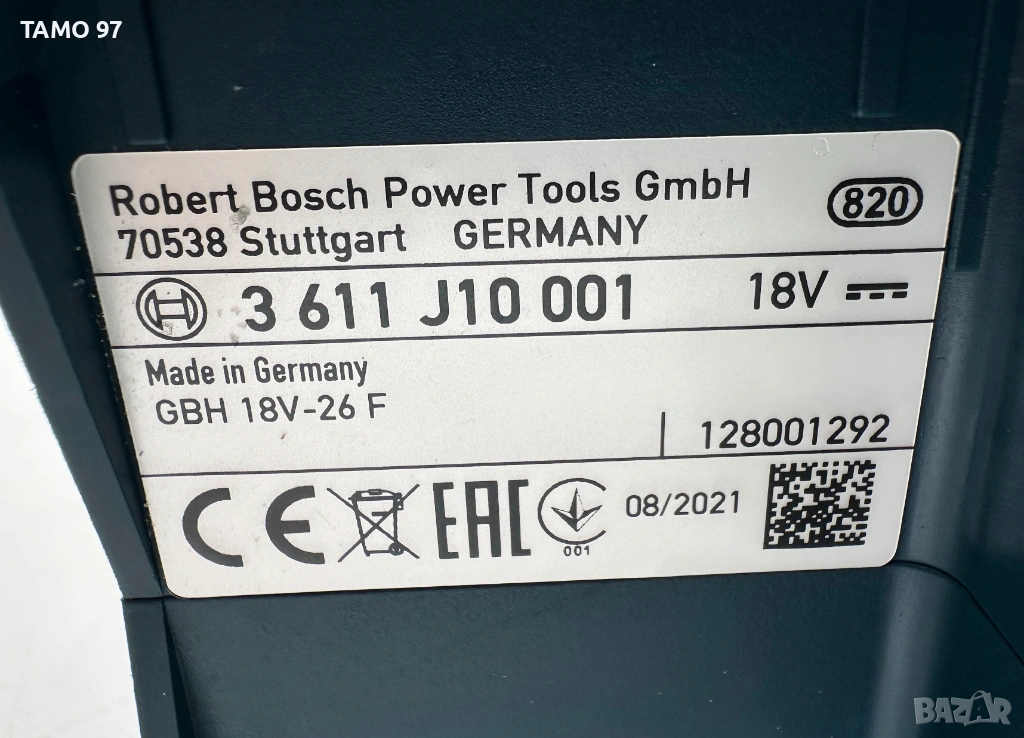 TAMO 97
Robert Bosch Power Tools GmbH
70538 Stuttgart GERMANY
820
3 611 J10 001 18V
Made in Germany
GBH 18V-26 F
128001292
CE EAC 001 08/2021
BAZAR